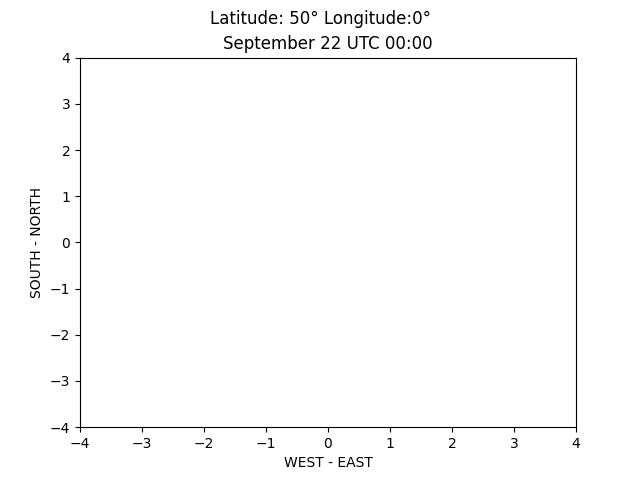 Latitude: 50° Longitude:0°
September 22 UTC 00:00
4
3
2
1
0
−1
−2
−3
−4
SOUTH - NORTH
−4 −3 −2 −1 0 1 2 3 4
WEST - EAST